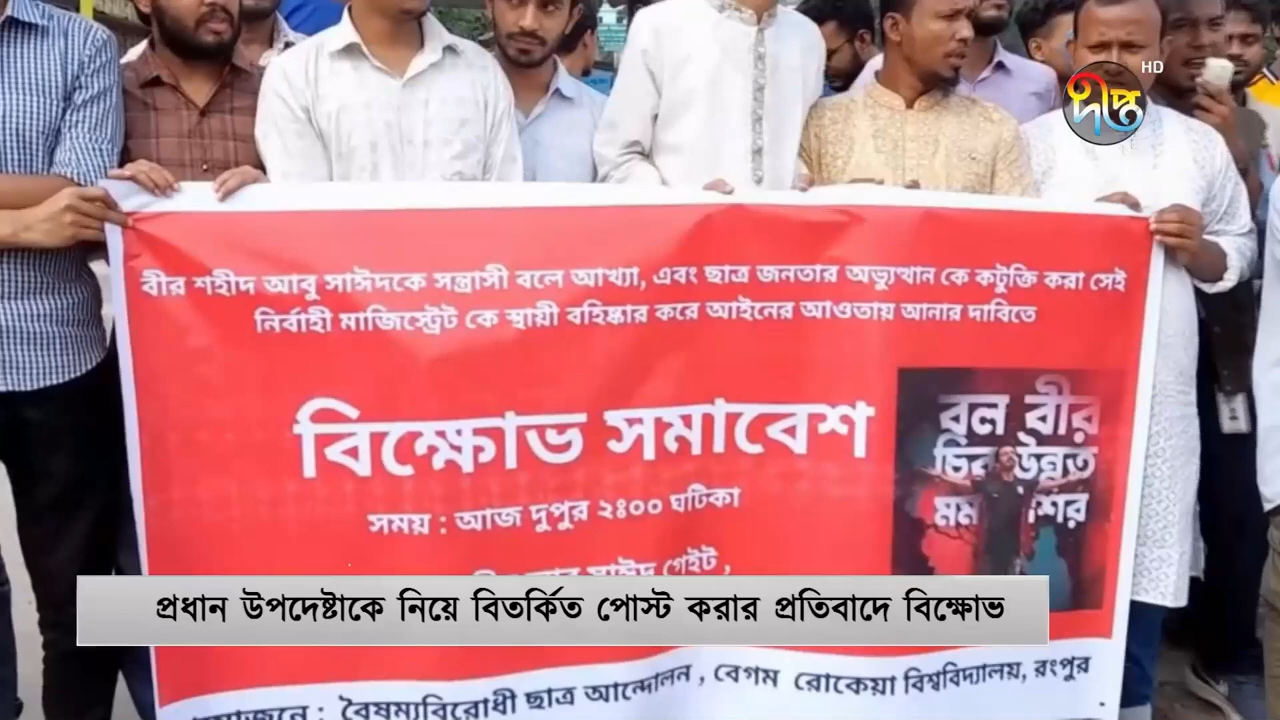 HD
দীপ্ত
বীর শহীদ আবু সাঈদকে সন্ত্রাসী বলে আখ্যা, এবং ছাত্র জনতার অভ্যুত্থান কে কটুক্তি করা সেই
নির্বাহী মাজিস্ট্রেট কে স্থায়ী বহিষ্কার করে আইনের আওতায় আনার দাবিতে
বিক্ষোভ সমাবেশ
সময় : আজ দুপুর ২ঃ০০ ঘটিকা
সাঈদ গেইট ,
বল বীর
চির উন্নত
মম শির
প্রধান উপদেষ্টাকে নিয়ে বিতর্কিত পোস্ট করার প্রতিবাদে বিক্ষোভ
বৈষম্যবিরোধী ছাত্র আন্দোলন , বেগম রোকেয়া বিশ্ববিদ্যালয়, রংপুর